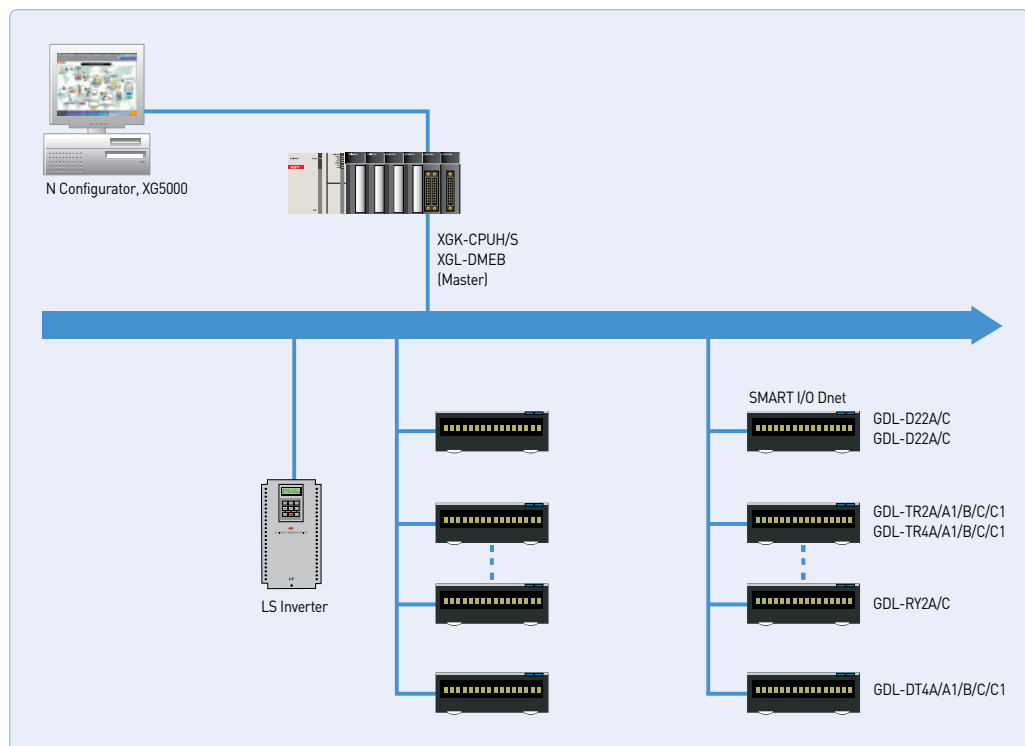 N Configurator, XG5000
XGK-CPUH/S
XGL-DMEB
(Master)
SMART I/O Dnet
GDL-D22A/C
GDL-D22A/C
GDL-TR2A/A1/B/C/C1
GDL-TR4A/A1/B/C/C1
LS Inverter
GDL-RY2A/C
GDL-DT4A/A1/B/C/C1